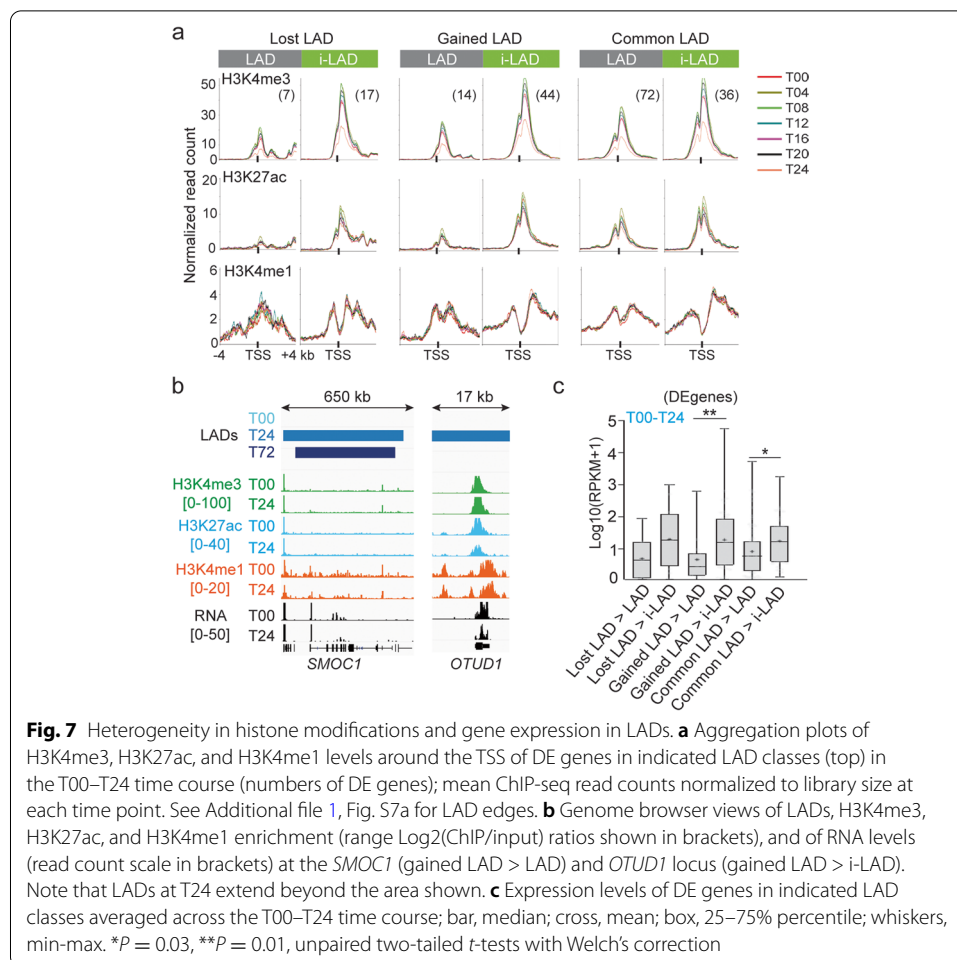 a
Lost LAD Gained LAD Common LAD
LAD i-LAD LAD i-LAD LAD i-LAD
H3K4me3
50
30
10
0
(7) (17) (14) (44) (72) (36)
T00
T04
T08
T12
T16
T20
T24
Normalized read count
H3K27ac
20
10
0
H3K4me1
6
4
2
0
-4 TSS +4 kb TSS TSS TSS TSS TSS
b
650 kb 17 kb
T00
LADs T24
T72
H3K4me3 T00
[0-100] T24
H3K27ac T00
[0-40] T24
H3K4me1 T00
[0-20] T24
RNA T00
[0-50] T24
SMOC1 OTUD1
c
(DEgenes)
T00-T24 **
*
Log10(RPKM+1)
5
4
3
2
1
0
Lost LAD > LAD
Lost LAD > i-LAD
Gained LAD > LAD
Gained LAD > i-LAD
Common LAD > LAD
Common LAD > i-LAD
Fig. 7 Heterogeneity in histone modifications and gene expression in LADs. a Aggregation plots of
H3K4me3, H3K27ac, and H3K4me1 levels around the TSS of DE genes in indicated LAD classes (top) in
the T00–T24 time course (numbers of DE genes); mean ChIP-seq read counts normalized to library size at
each time point. See Additional file 1, Fig. S7a for LAD edges. b Genome browser views of LADs, H3K4me3,
H3K27ac, and H3K4me1 enrichment (range Log2(ChIP/input) ratios shown in brackets), and of RNA levels
(read count scale in brackets) at the SMOC1 (gained LAD > LAD) and OTUD1 locus (gained LAD > i-LAD).
Note that LADs at T24 extend beyond the area shown. c Expression levels of DE genes in indicated LAD
classes averaged across the T00–T24 time course; bar, median; cross, mean; box, 25–75% percentile; whiskers,
min-max. *P = 0.03, **P = 0.01, unpaired two-tailed t-tests with Welch's correction